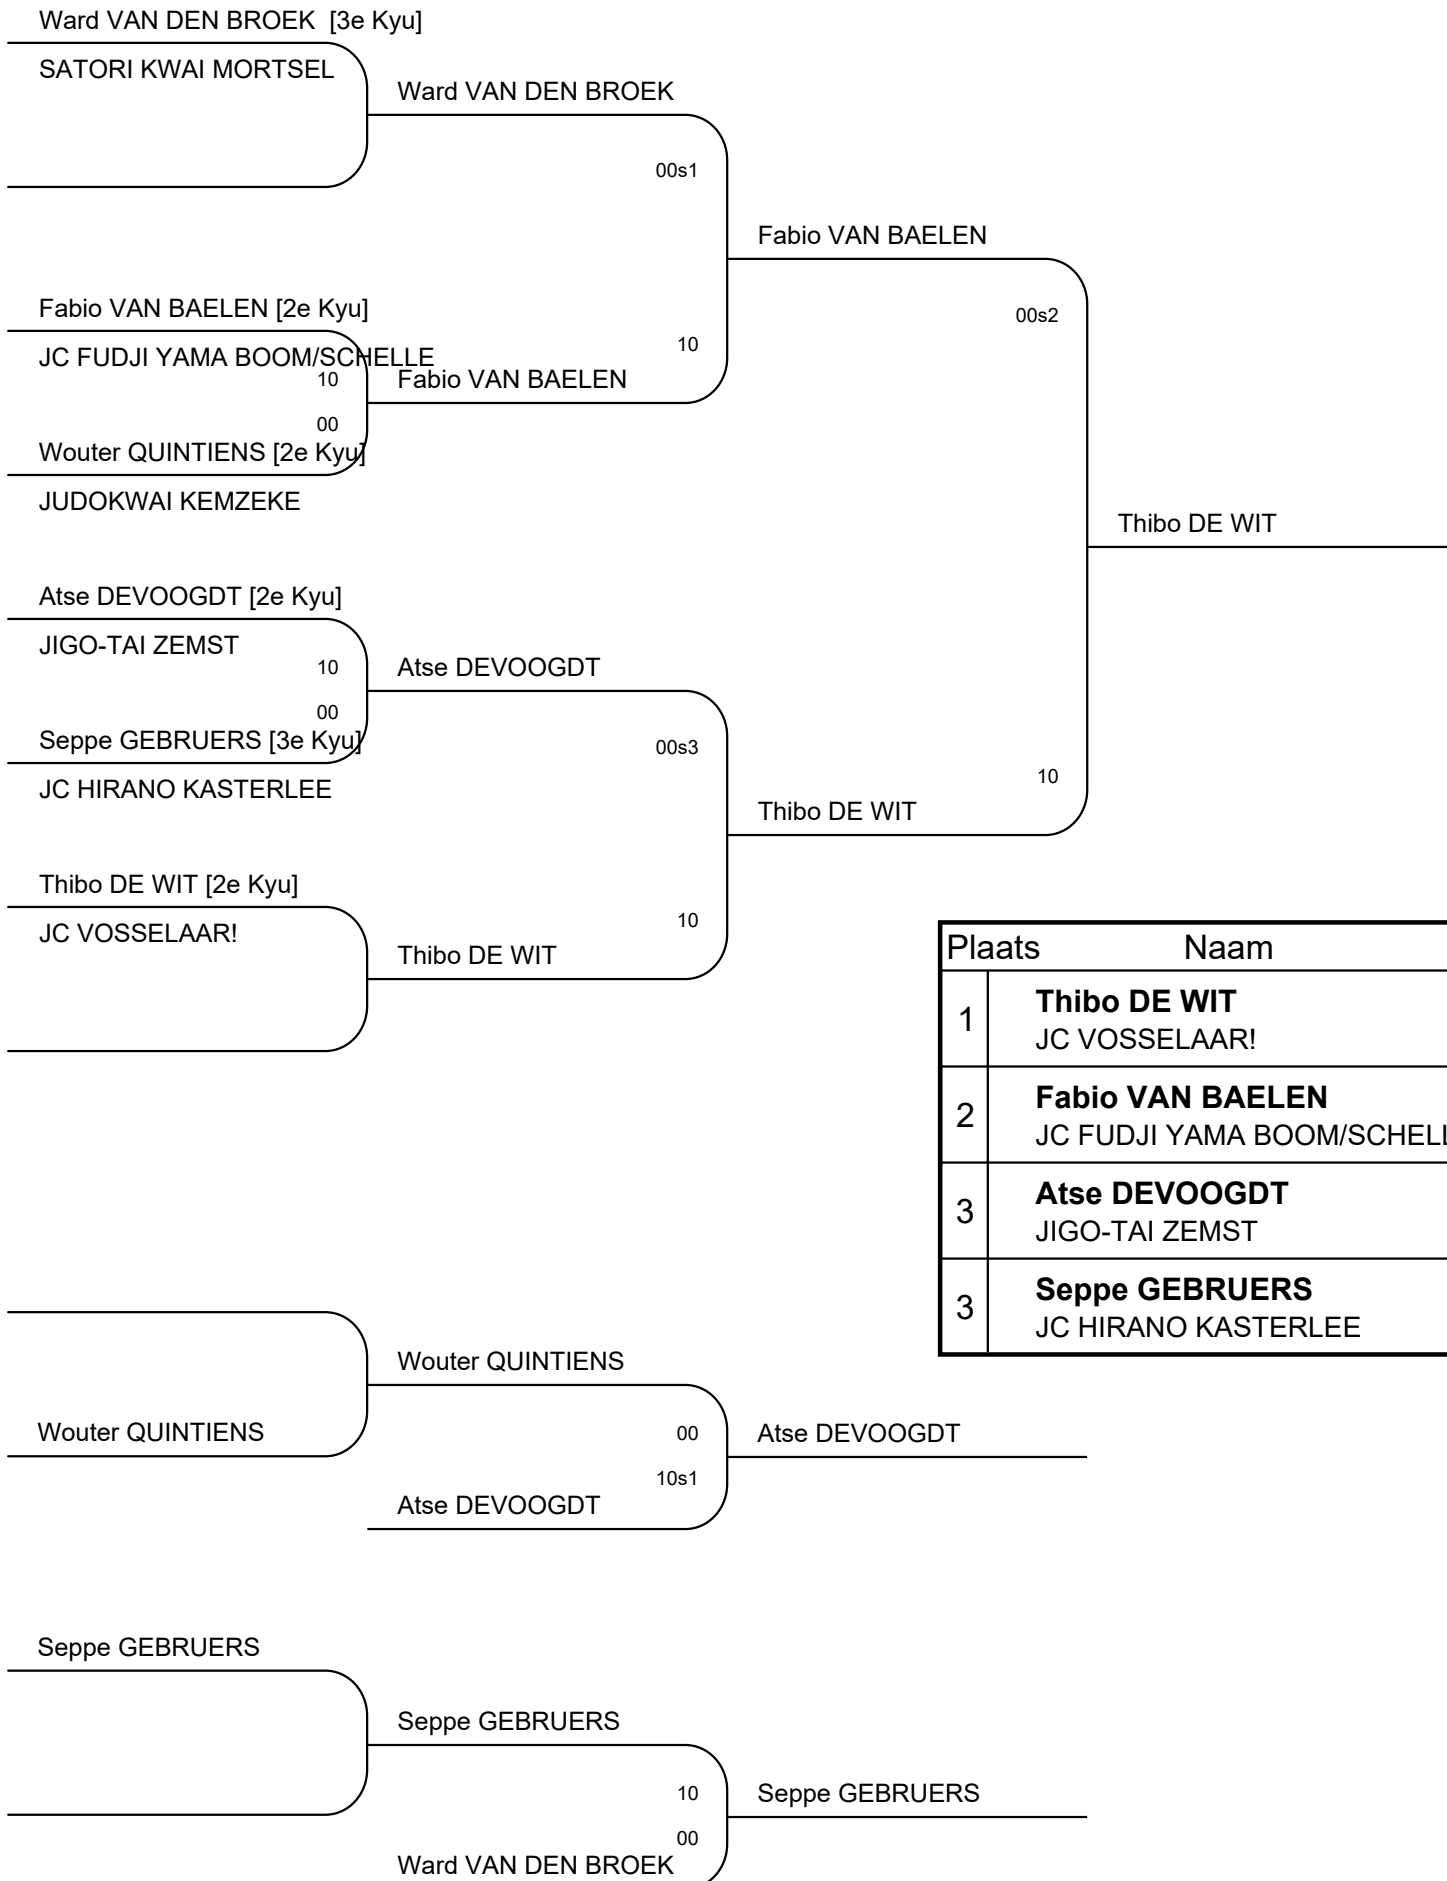 Ward VAN DEN BROEK [3e Kyu]
SATORI KWAI MORTSEL
Ward VAN DEN BROEK
00s1
Fabio VAN BAELEN
Fabio VAN BAELEN [2e Kyu]
00s2
JC FUDJI YAMA BOOM/SCHELLE
10
10
Fabio VAN BAELEN
00
Wouter QUINTIENS [2e Kyu]
JUDOKWAI KEMZEKE
Thibo DE WIT
Atse DEVOOGDT [2e Kyu]
JIGO-TAI ZEMST
10
Atse DEVOOGDT
00
Seppe GEBRUERS [3e Kyu]
00s3
JC HIRANO KASTERLEE
10
Thibo DE WIT
Thibo DE WIT [2e Kyu]
JC VOSSELAAR!
10
Thibo DE WIT
Plaats Naam
1 Thibo DE WIT
JC VOSSELAAR!
2 Fabio VAN BAELEN
JC FUDJI YAMA BOOM/SCHELL
3 Atse DEVOOGDT
JIGO-TAI ZEMST
3 Seppe GEBRUERS
JC HIRANO KASTERLEE
Wouter QUINTIENS
Wouter QUINTIENS
00
Atse DEVOOGDT
10s1
Atse DEVOOGDT
Seppe GEBRUERS
Seppe GEBRUERS
10
Seppe GEBRUERS
00
Ward VAN DEN BROEK